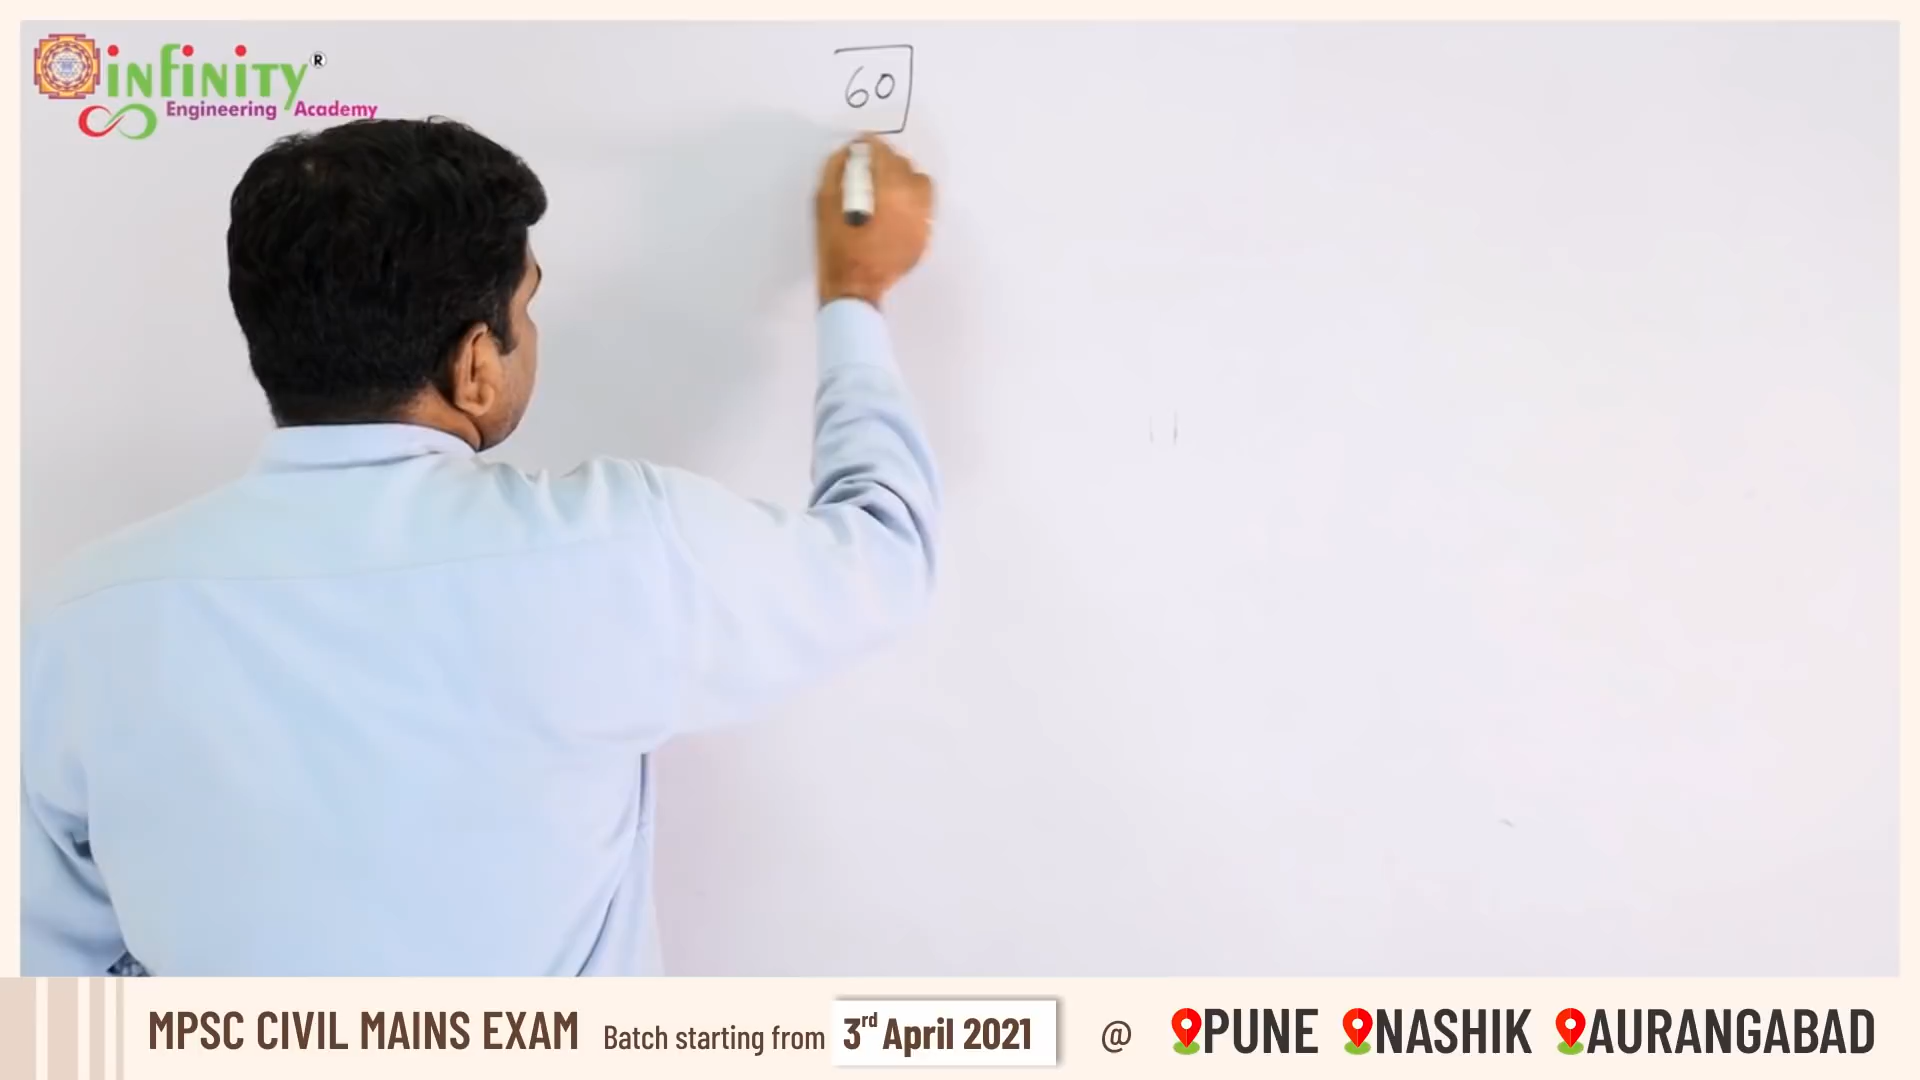 infinity®
Engineering Academy
60
MPSC CIVIL MAINS EXAM Batch starting from 3rd April 2021 @ PUNE NASHIK AURANGABAD